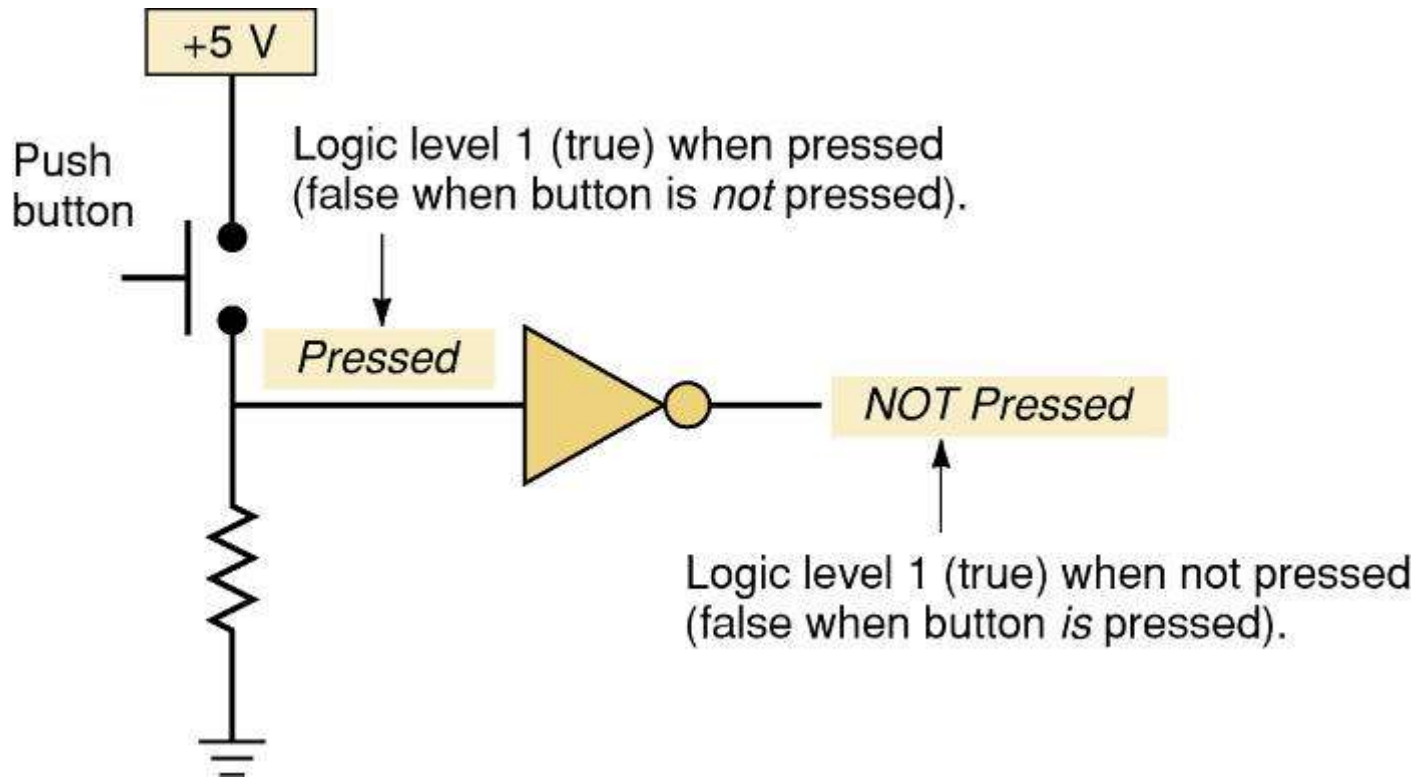 +5 V
Push
button
Logic level 1 (true) when pressed
(false when button is not pressed).
Pressed
NOT Pressed
Logic level 1 (true) when not pressed
(false when button is pressed).